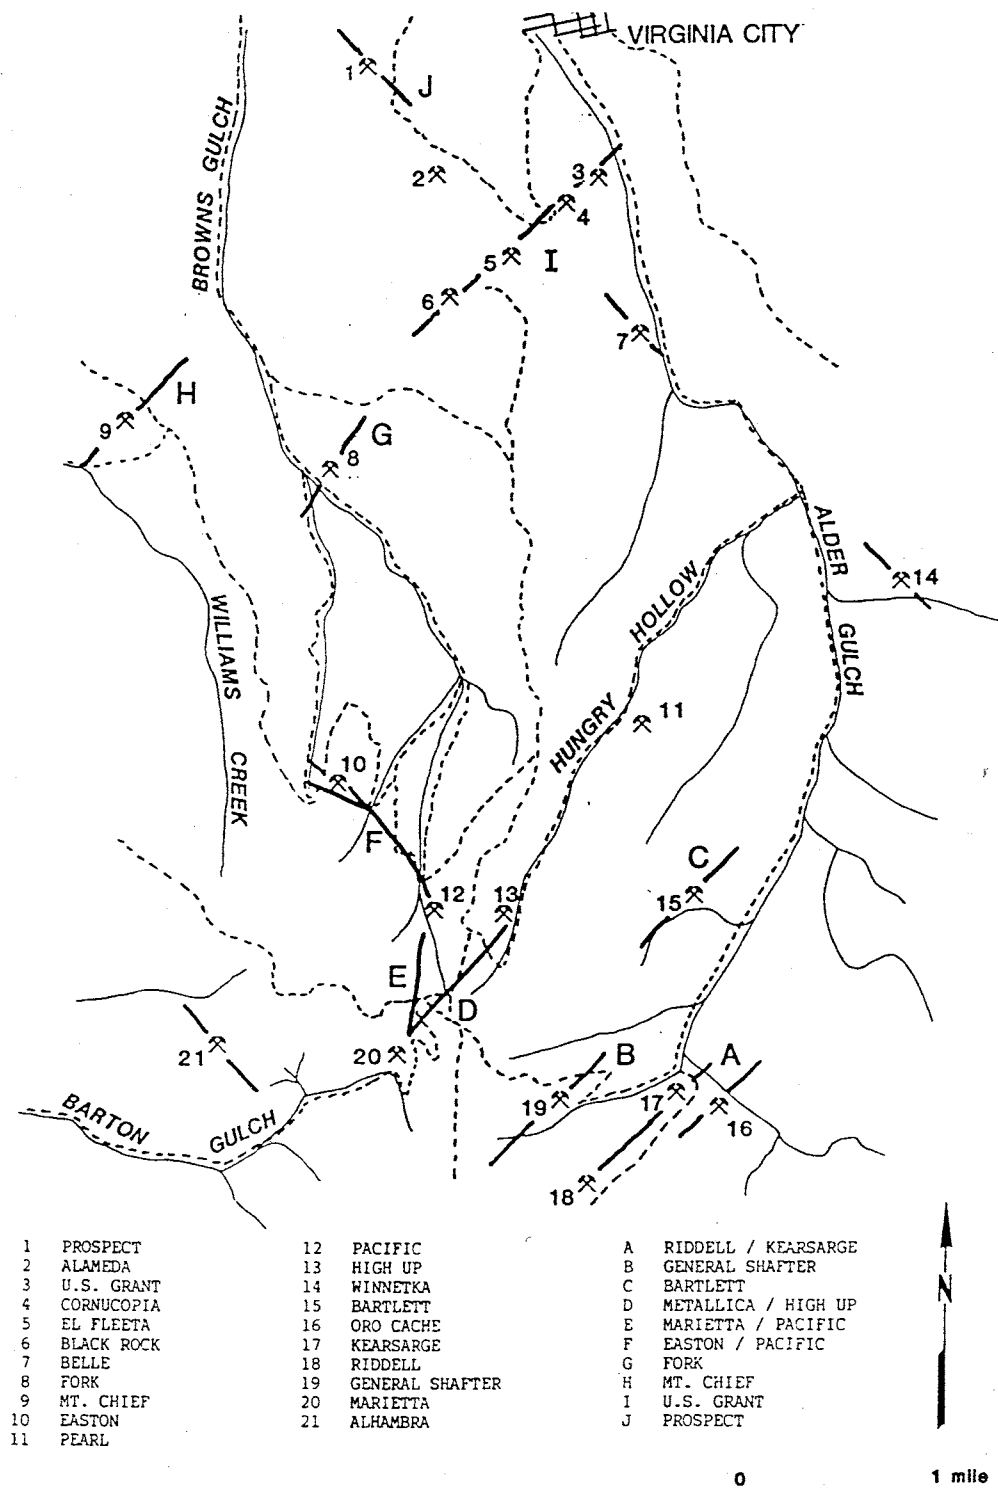 VIRGINIA CITY
1
J
BROWNS GULCH
2
3
4
5
I
6
7
H
9
G
8
ALDER
GULCH
14
HUNGRY
HOLLOW
WILLIAMS
CREEK
11
10
F
C
12
13
15
E
D
21
20
B
A
19
17
16
18
BARTON
GULCH
1 PROSPECT
2 ALAMEDA
3 U.S. GRANT
4 CORNUCOPIA
5 EL FLEETA
6 BLACK ROCK
7 BELLE
8 FORK
9 MT. CHIEF
10 EASTON
11 PEARL
12 PACIFIC
13 HIGH UP
14 WINNETKA
15 BARTLETT
16 ORO CACHE
17 KEARSARGE
18 RIDDELL
19 GENERAL SHAFTER
20 MARIETTA
21 ALHAMBRA
A RIDDELL / KEARSARGE
B GENERAL SHAFTER
C BARTLETT
D METALLICA / HIGH UP
E MARIETTA / PACIFIC
F EASTON / PACIFIC
G FORK
H MT. CHIEF
I U.S. GRANT
J PROSPECT
N
0 1 mile